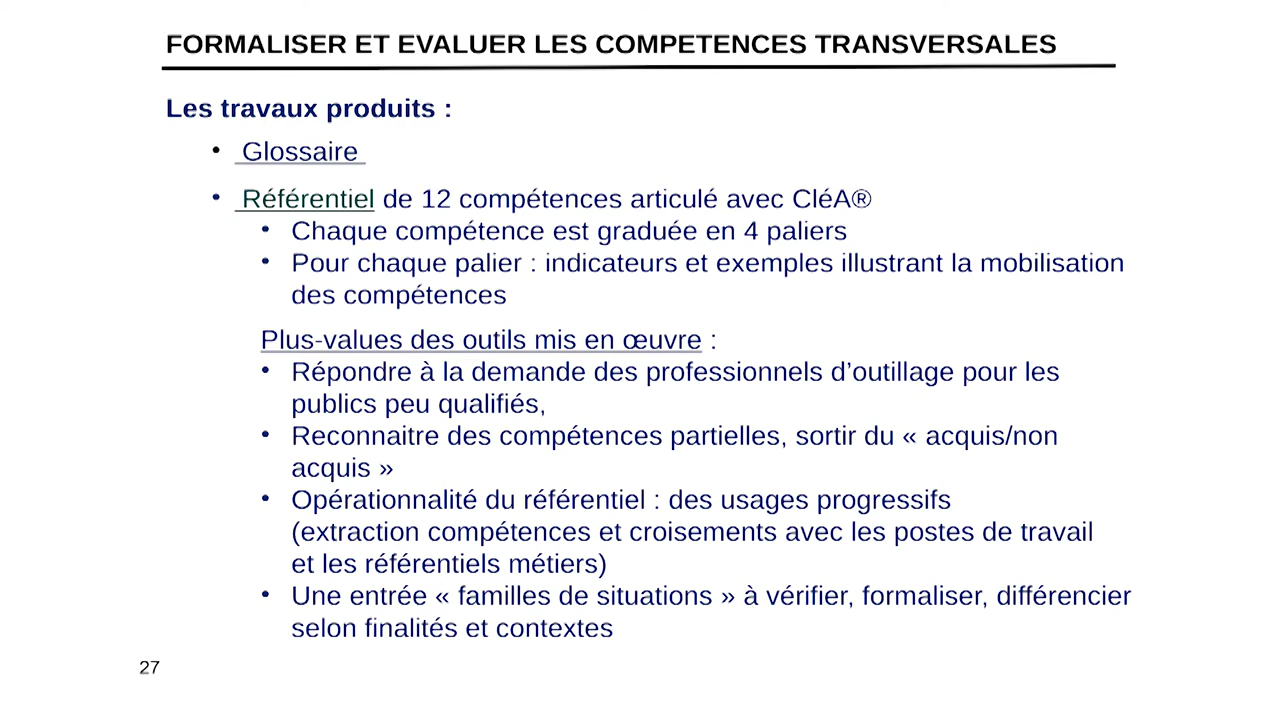 FORMALISER ET EVALUER LES COMPETENCES TRANSVERSALES
Les travaux produits :
• Glossaire
• Référentiel de 12 compétences articulé avec CléA®
• Chaque compétence est graduée en 4 paliers
• Pour chaque palier : indicateurs et exemples illustrant la mobilisation
des compétences
Plus-values des outils mis en œuvre :
• Répondre à la demande des professionnels d’outillage pour les
publics peu qualifiés,
• Reconnaitre des compétences partielles, sortir du « acquis/non
acquis »
• Opérationnalité du référentiel : des usages progressifs
(extraction compétences et croisements avec les postes de travail
et les référentiels métiers)
• Une entrée « familles de situations » à vérifier, formaliser, différencier
selon finalités et contextes
27